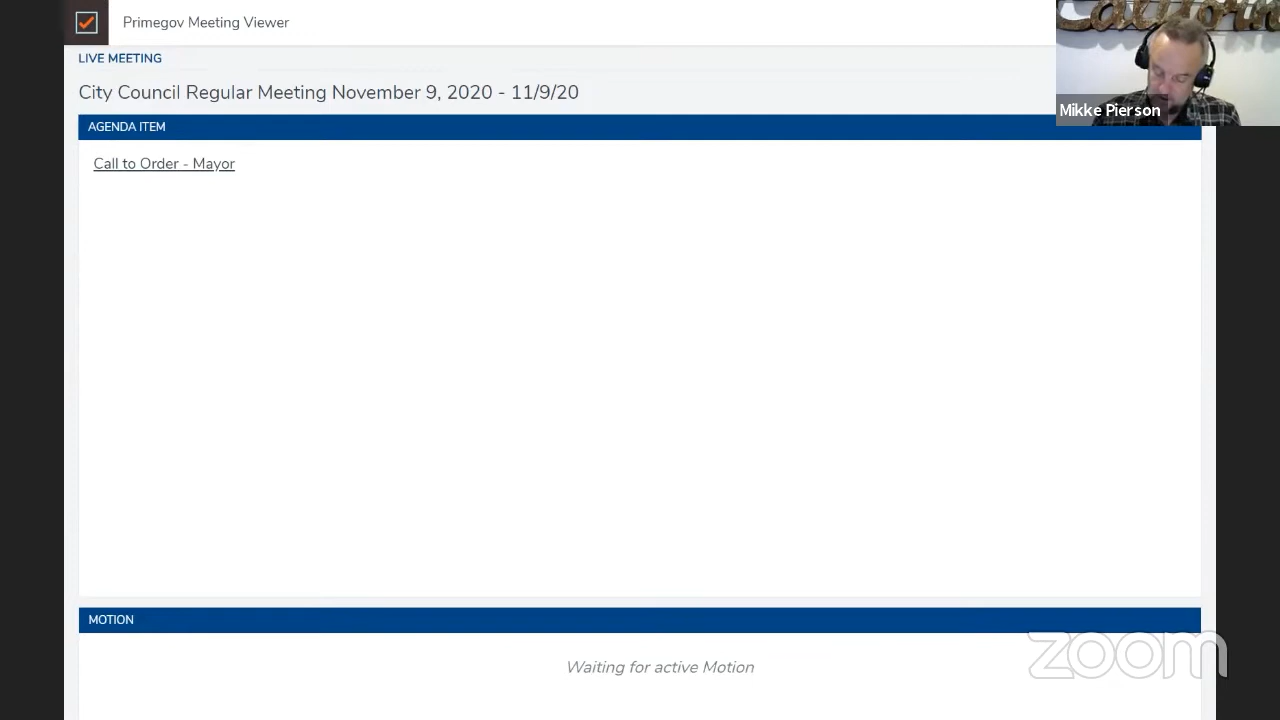 Primegov Meeting Viewer
LIVE MEETING
City Council Regular Meeting November 9, 2020 - 11/9/20
Mikke Pierson
AGENDA ITEM
Call to Order - Mayor
MOTION
Waiting for active Motion
zoom